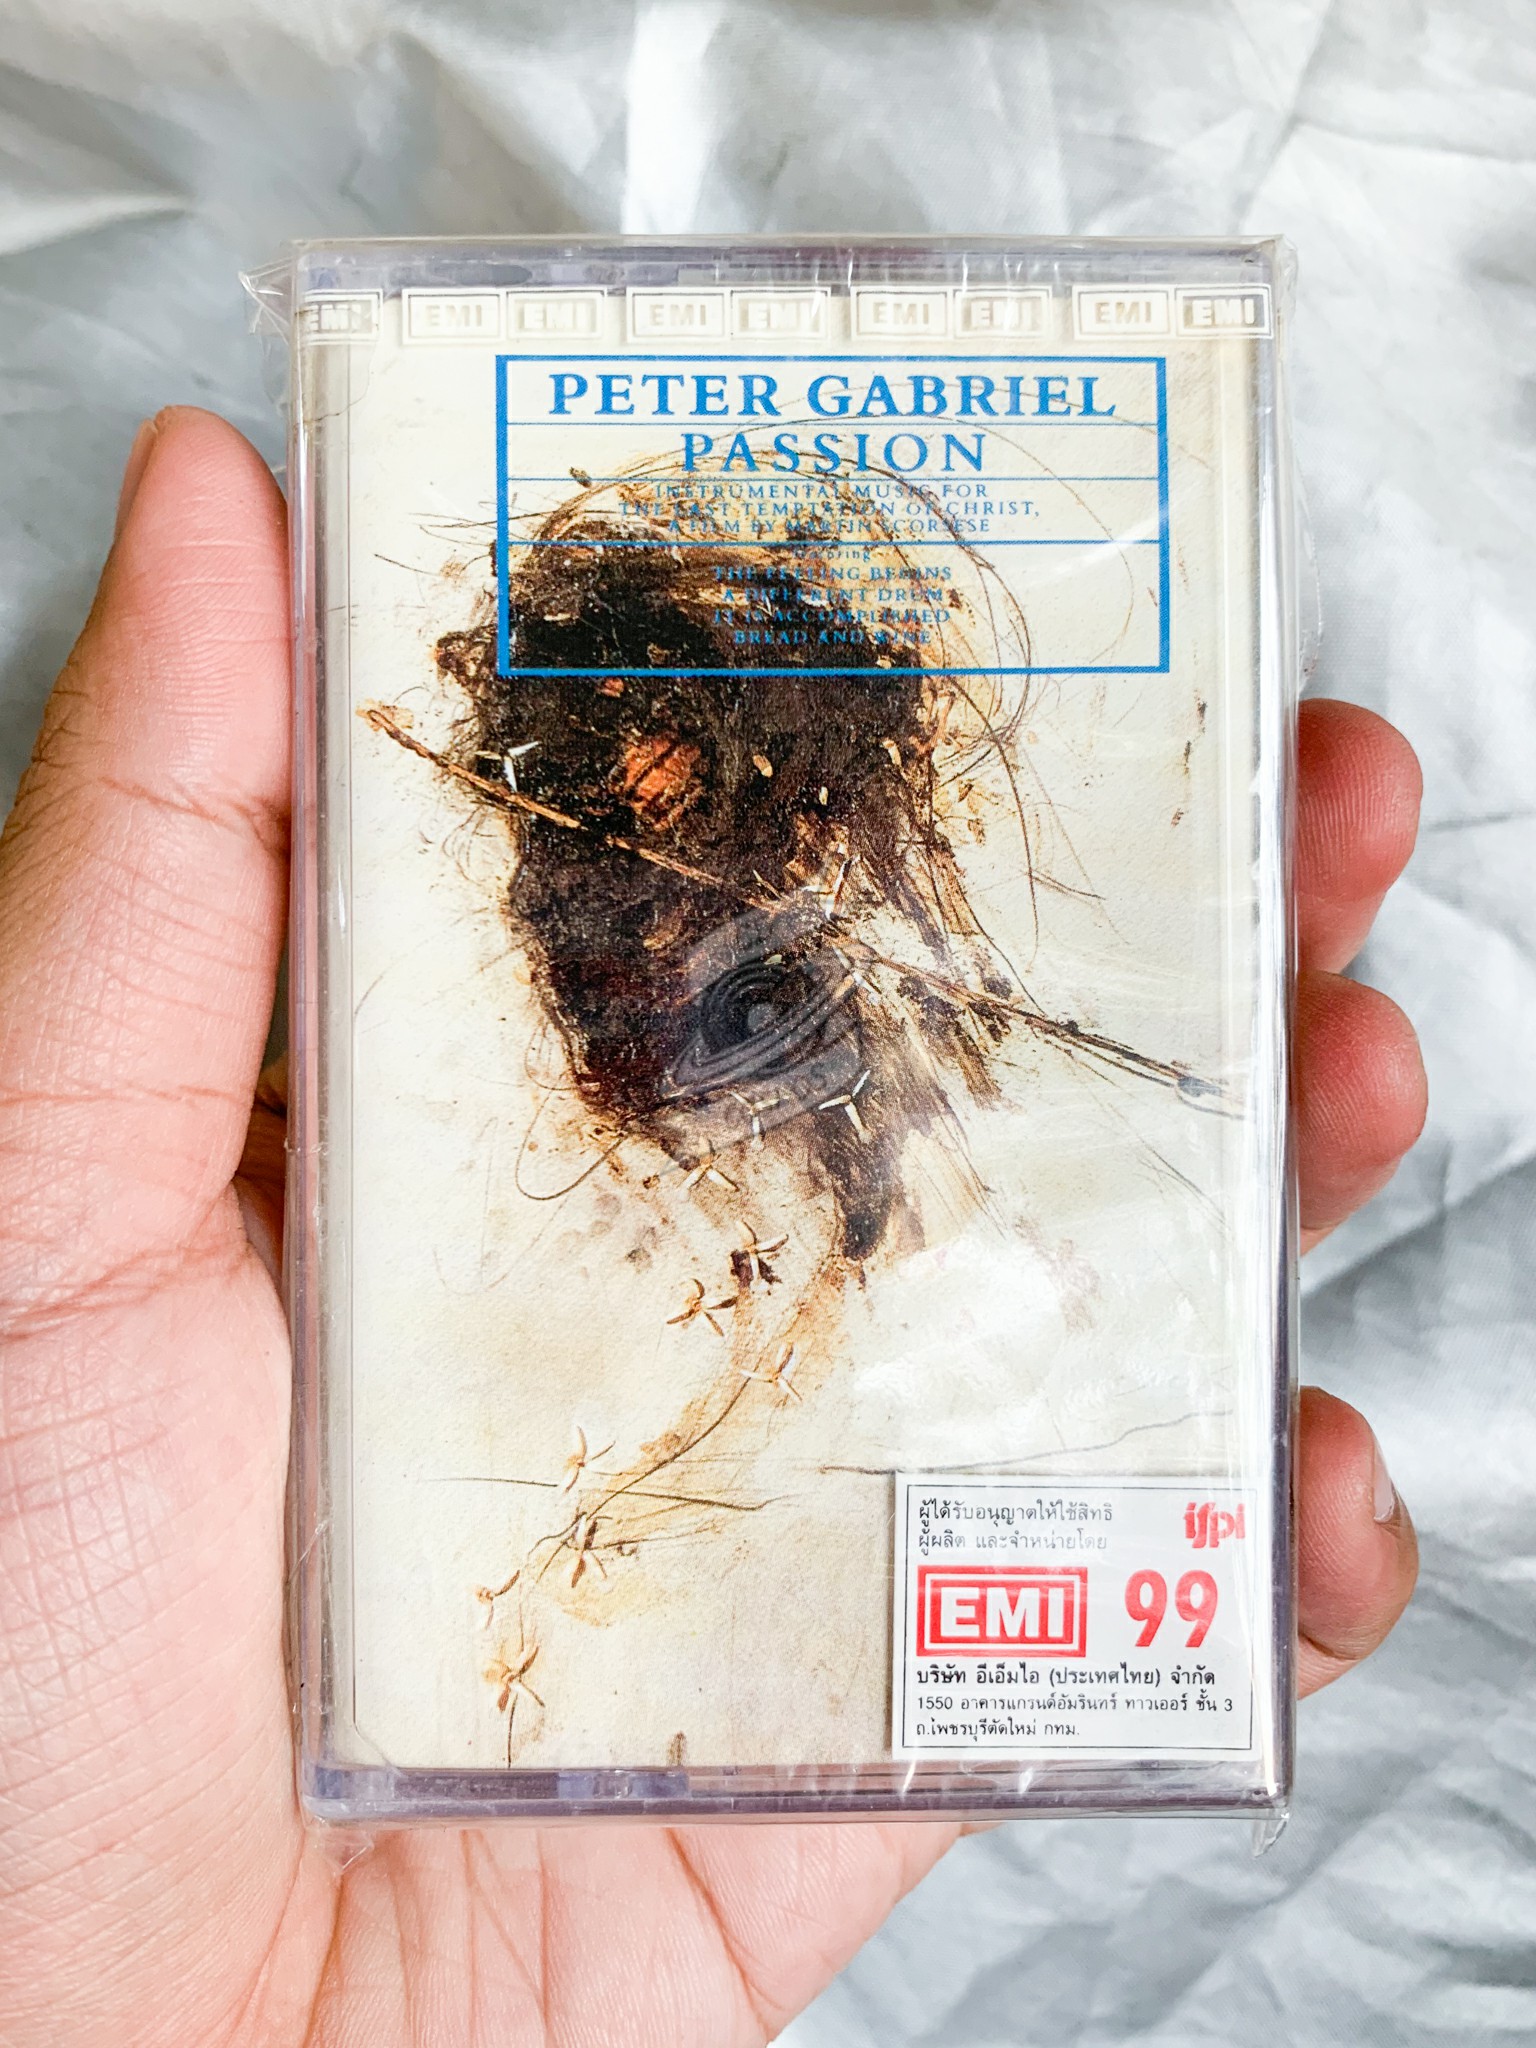 EMI EMI EMI EMI EMI EMI EMI EMI EMI
PETER GABRIEL
PASSION
INSTRUMENTAL MUSIC FOR
THE LAST TEMPTATION OF CHRIST,
A FILM BY MARTIN SCORSESE
featuring
THE FEELING BEGINS
A DIFFERENT DRUM
IT IS ACCOMPLISHED
BREAD AND WINE
ผู้ได้รับอนุญาตให้ใช้สิทธิ ifpi
ผู้ผลิต และจำหน่ายโดย
EMI 99
บริษัท อีเอ็มไอ (ประเทศไทย) จำกัด
1550 อาคารแกรนด์อัมรินทร์ ทาวเออร์ ชั้น 3
ถ.เพชรบุรีตัดใหม่ กทม.